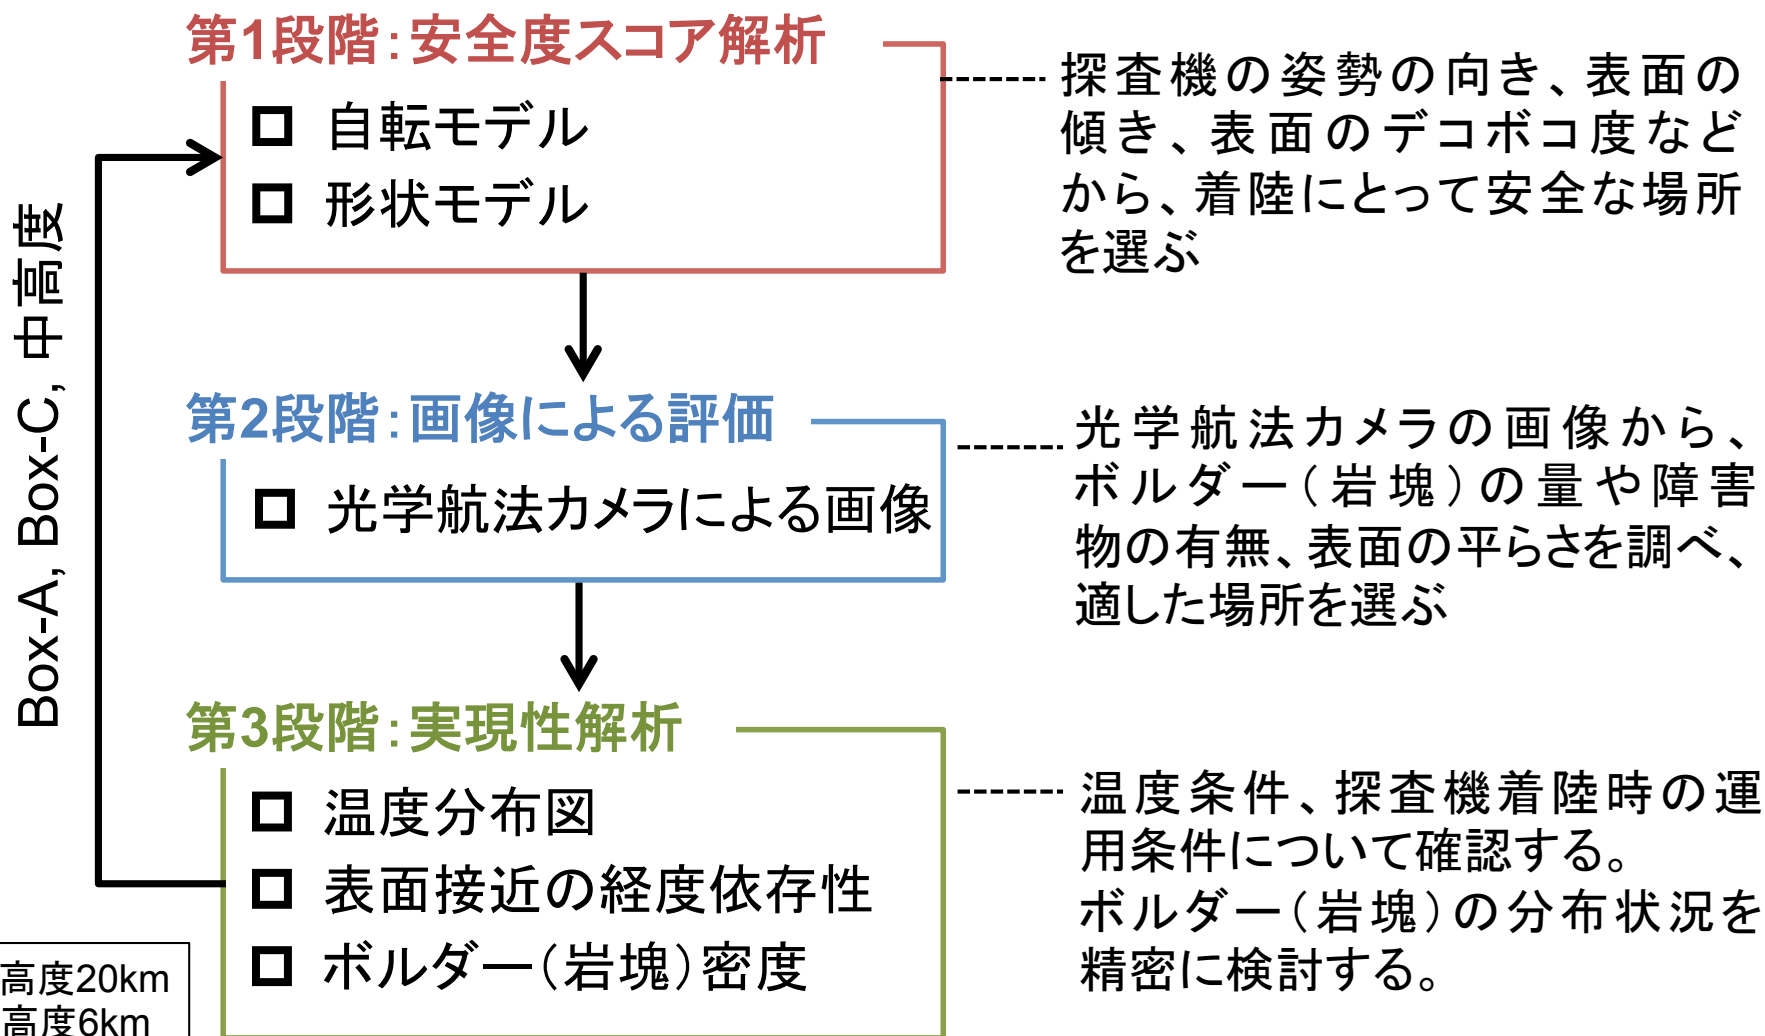 第1段階：安全度スコア解析
自転モデル
形状モデル
探査機の姿勢の向き、表面の
傾き、表面のデコボコ度など
から、着陸にとって安全な場所
を選ぶ
Box-A, Box-C, 中高度
第2段階：画像による評価
光学航法カメラによる画像
光学航法カメラの画像から、
ボルダー（岩塊）の量や障害
物の有無、表面の平らさを調べ、
適した場所を選ぶ
第3段階：実現性解析
温度分布図
表面接近の経度依存性
ボルダー（岩塊）密度
温度条件、探査機着陸時の運
用条件について確認する。
ボルダー（岩塊）の分布状況を
精密に検討する。
高度20km
高度6km